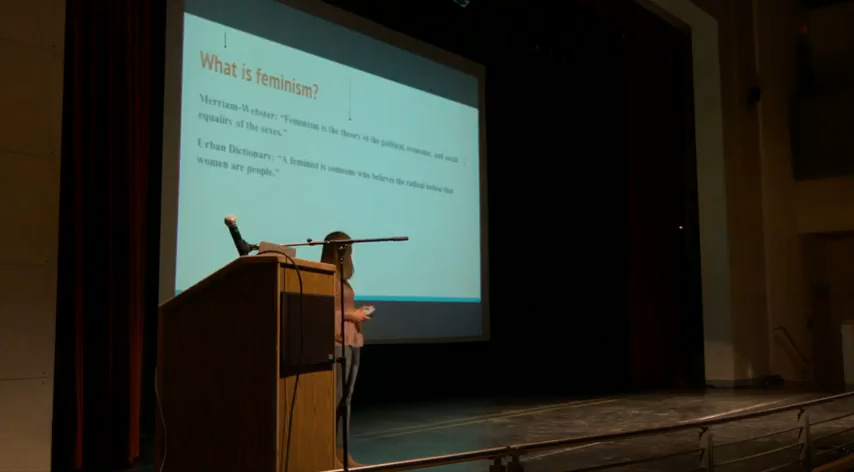 What is feminism?
Merriam-Webster: "Feminism is the theory of the political, economic, and social
equality of the sexes."
Urban Dictionary: "A feminist is someone who believes the radical notion that
women are people."